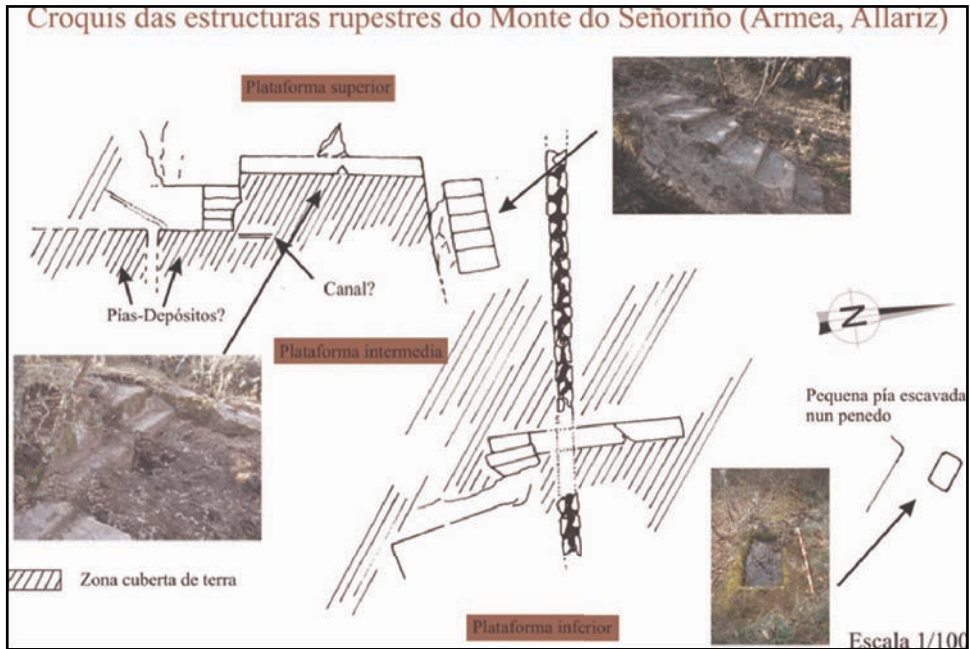 Croquis das estructuras rupestres do Monte do Señoriño (Armea, Allariz)
Plataforma superior
Canal?
Pías-Depósitos?
Plataforma intermedia
N
Pequena pía escavada
nun penedo
Zona cuberta de terra
Plataforma inferior
Escala 1/100